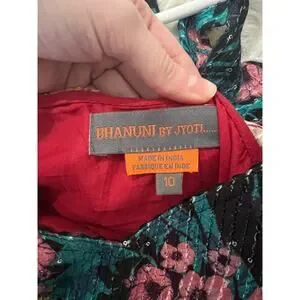 BHANUNI BY JYOTI.....
MADE IN INDIA
FABRIQUE EN INDE
10